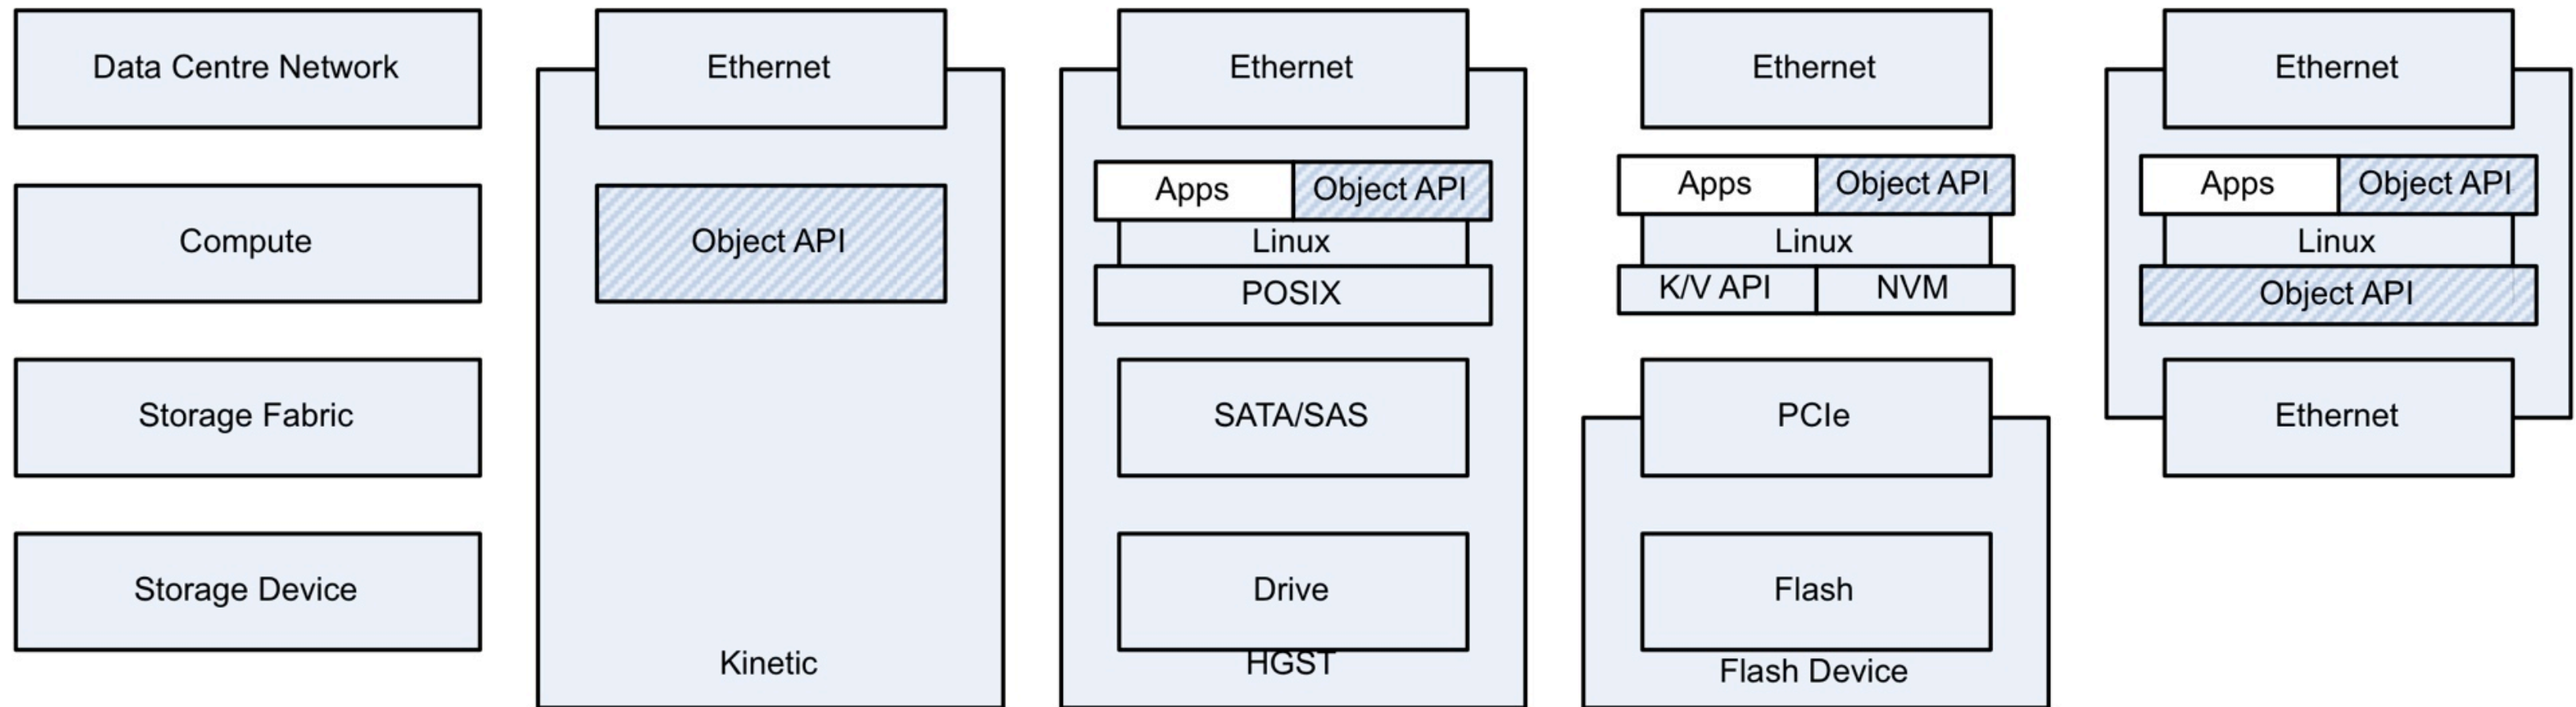 Data Centre Network
Compute
Storage Fabric
Storage Device
Ethernet
Object API
Kinetic
Ethernet
Apps
Object API
Linux
POSIX
SATA/SAS
Drive
HGST
Ethernet
Apps
Object API
Linux
K/V API
NVM
PCIe
Flash
Flash Device
Ethernet
Apps
Object API
Linux
Object API
Ethernet